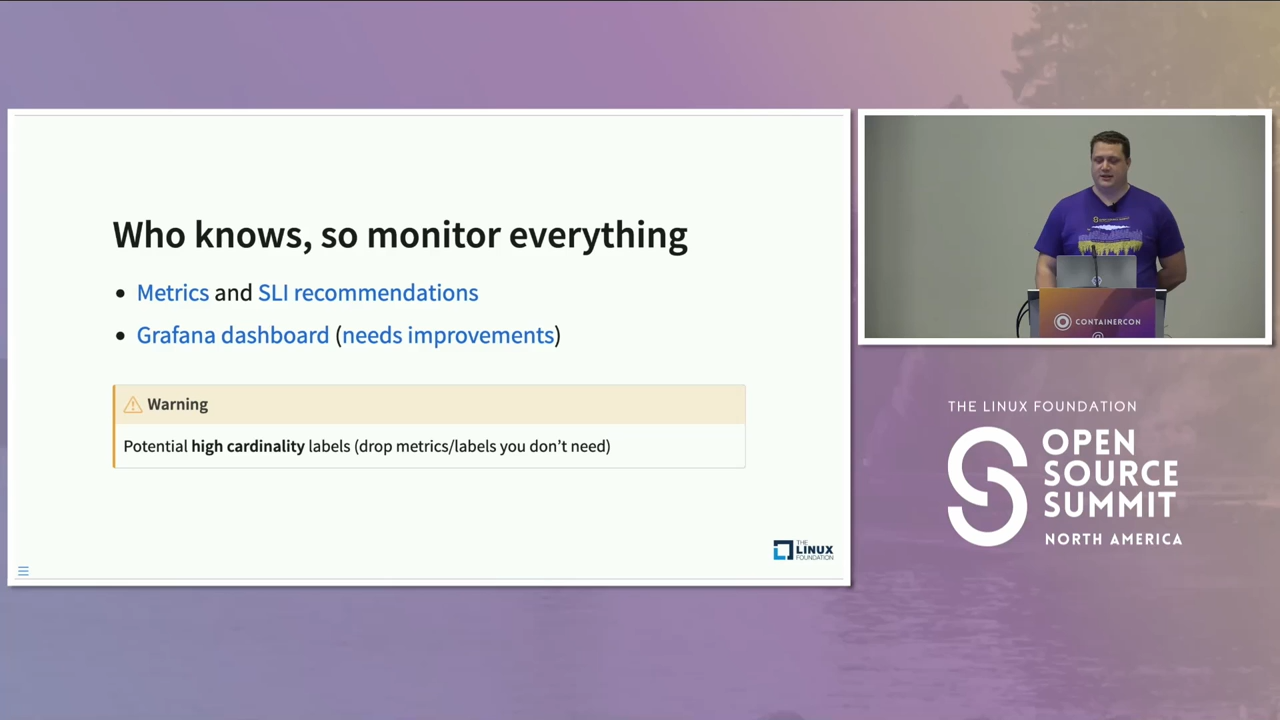 Who knows, so monitor everything
• Metrics and SLI recommendations
• Grafana dashboard (needs improvements)
Warning
Potential high cardinality labels (drop metrics/labels you don’t need)
THE
LINUX
FOUNDATION
CONTAINERCON
THE LINUX FOUNDATION
OPEN
SOURCE
SUMMIT
NORTH AMERICA